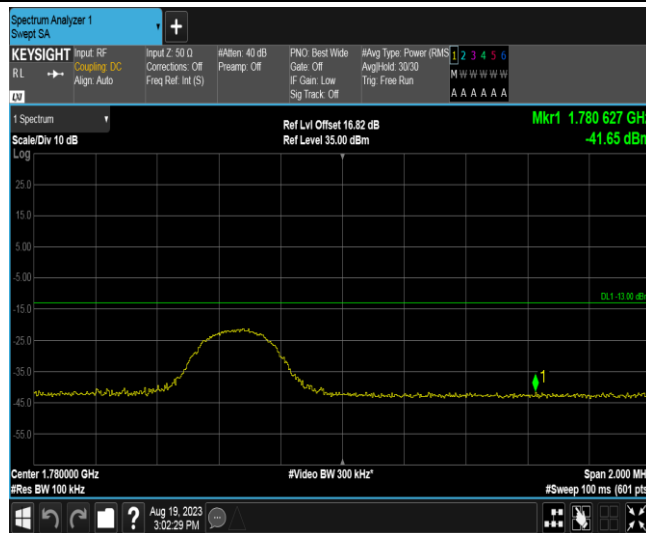 Spectrum Analyzer 1
Swept SA
KEYSIGHT
RL
Input: RF
Coupling: DC
Align: Auto
Input Z: 50 Ω
Corrections: Off
Freq Ref: Int (S)
#Atten: 40 dB
Preamp: Off
PNO: Best Wide
Gate: Off
IF Gain: Low
Sig Track: Off
#Avg Type: Power (RMS
Avg|Hold: 30/30
Trig: Free Run
1 2 3 4 5 6
M W W W W W
A A A A A A
1 Spectrum
Scale/Div 10 dB
Log
Ref Lvl Offset 16.82 dB
Ref Level 35.00 dBm
Mkr1 1.780 627 GHz
-41.65 dBm
25.0
15.0
5.00
-5.00
-15.0
-25.0
-35.0
-45.0
-55.0
DL1 -13.00 dBm
1
Center 1.780000 GHz
#Res BW 100 kHz
#Video BW 300 kHz*
Span 2.000 MH
#Sweep 100 ms (601 pts
?
Aug 19, 2023
3:02:29 PM